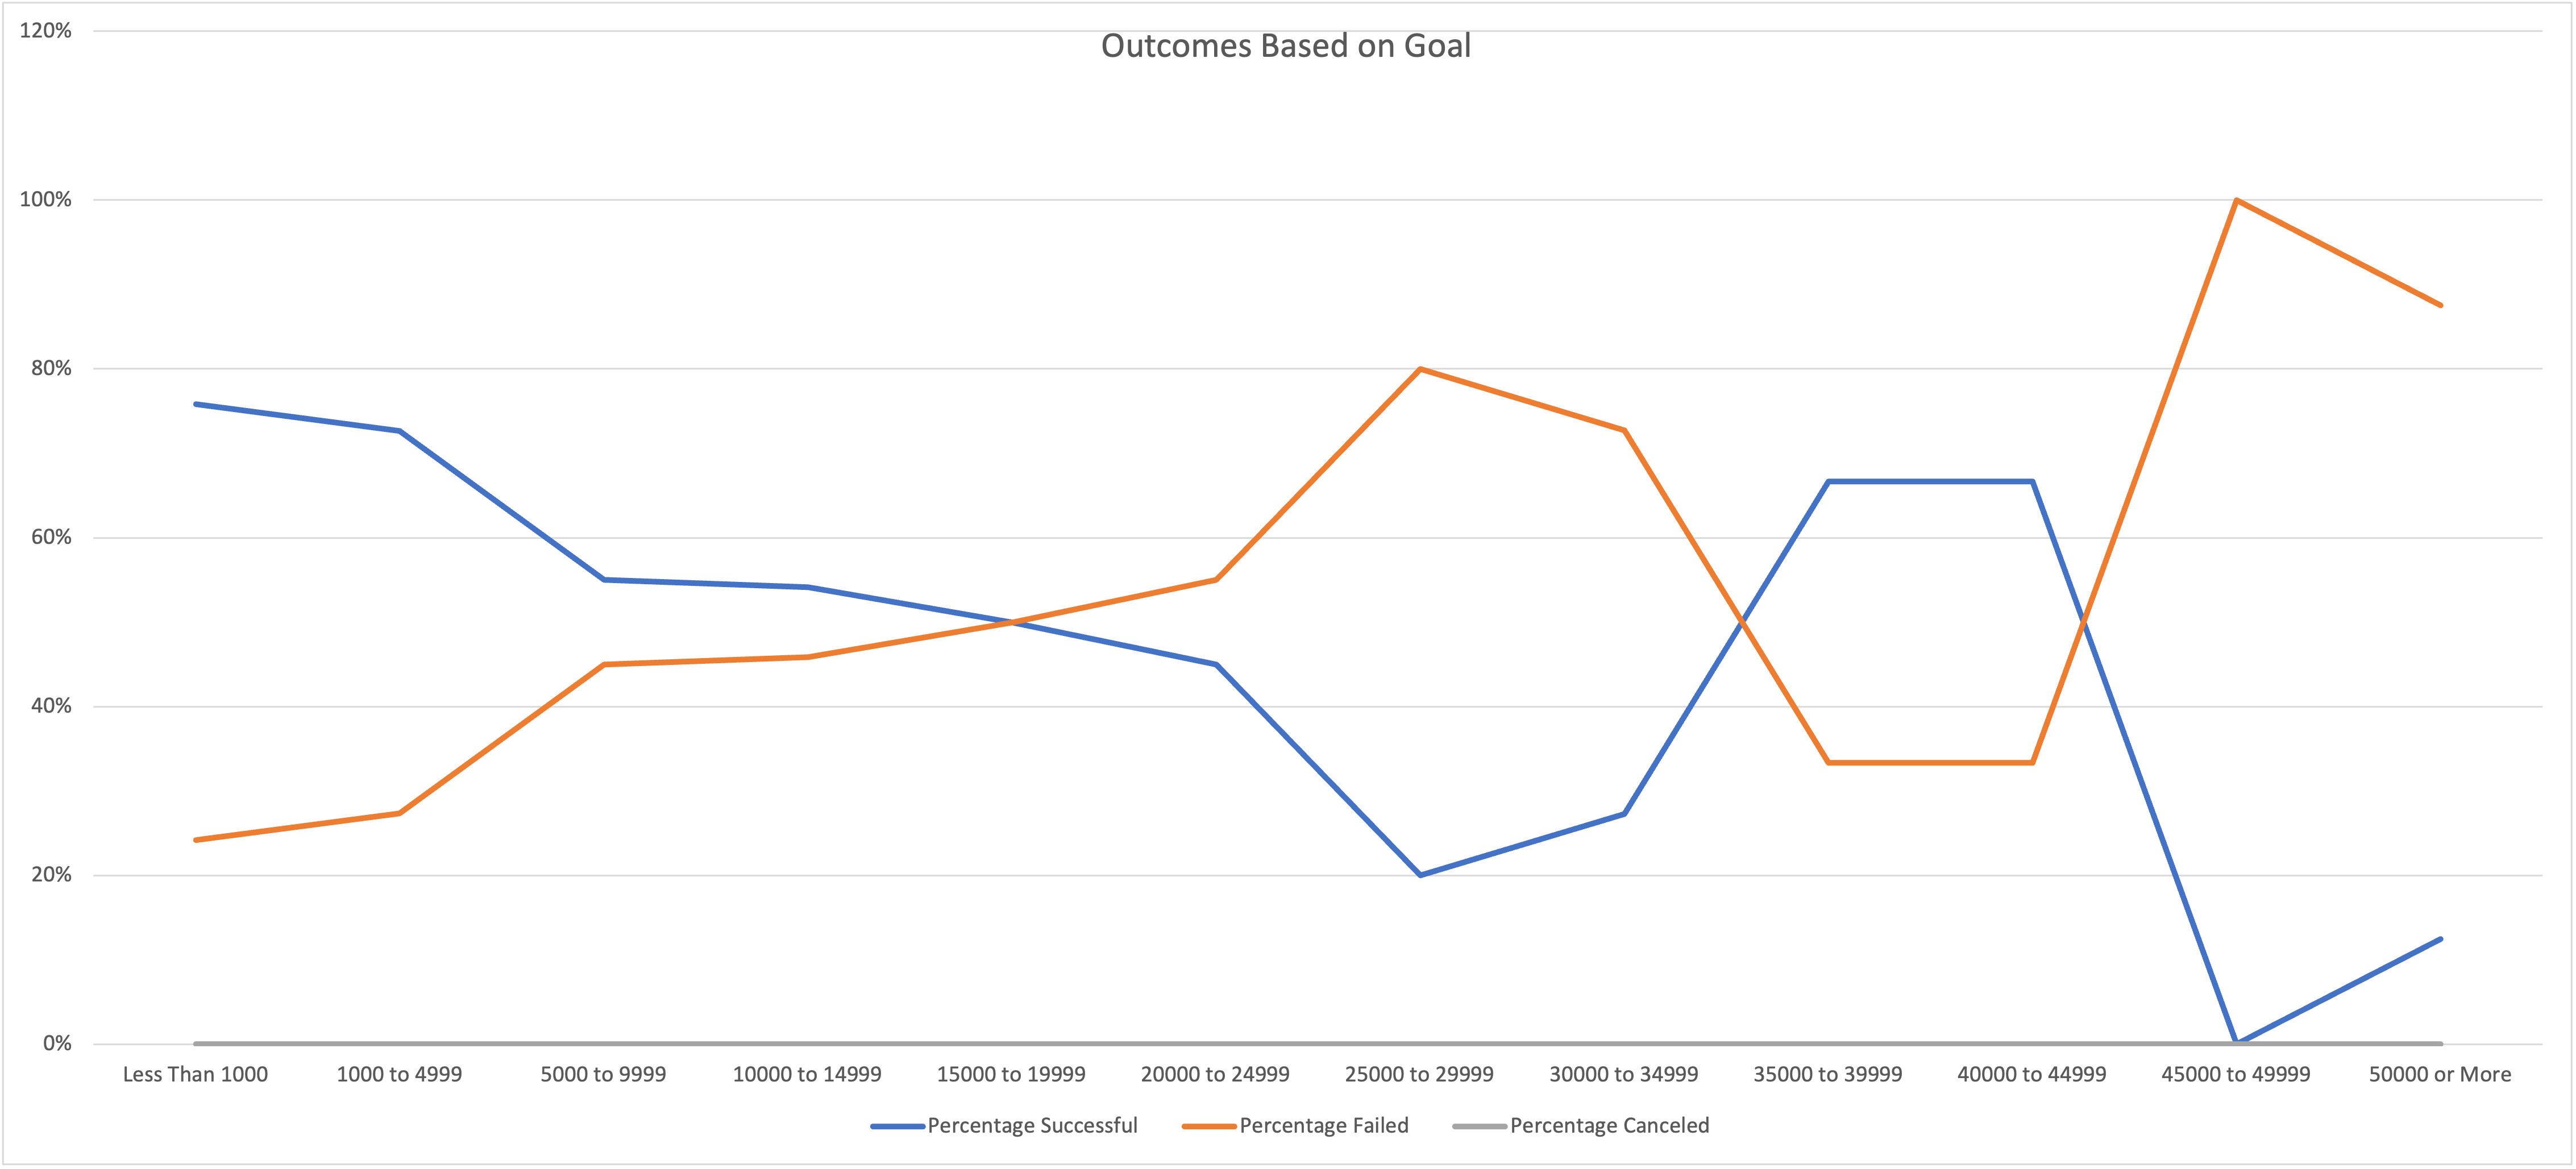 Outcomes Based on Goal
120%
100%
80%
60%
40%
20%
0%
Less Than 1000 1000 to 4999 5000 to 9999 10000 to 14999 15000 to 19999 20000 to 24999 25000 to 29999 30000 to 34999 35000 to 39999 40000 to 44999 45000 to 49999 50000 or More
Percentage Successful Percentage Failed Percentage Canceled